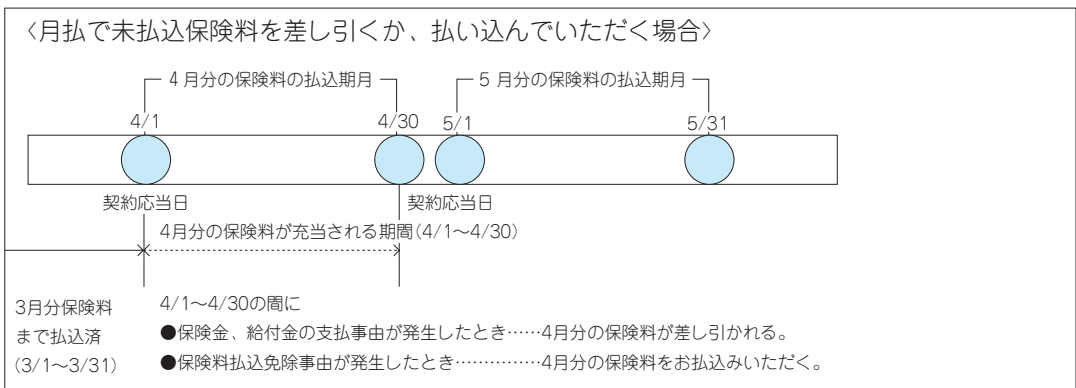 〈月払で未払込保険料を差し引くか、払い込んでいただく場合〉
4月分の保険料の払込期月
5月分の保険料の払込期月
4/1
4/30
5/1
5/31
契約応当日
契約応当日
4月分の保険料が充当される期間(4/1～4/30)
3月分保険料
まで払込済
(3/1～3/31)
4/1～4/30の間に
●保険金、給付金の支払事由が発生したとき……4月分の保険料が差し引かれる。
●保険料払込免除事由が発生したとき……………4月分の保険料をお払込みいただく。